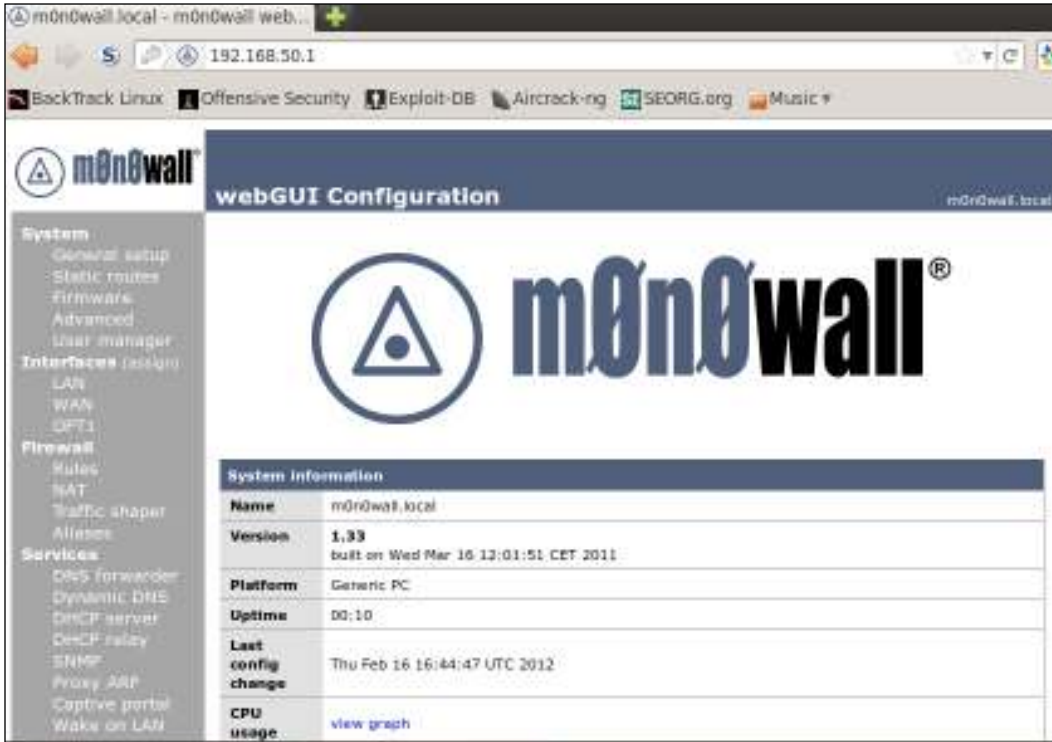 m0n0wall.local - m0n0wall web...
192.168.50.1
BackTrack Linux Offensive Security Exploit-DB Aircrack-ng SEORG.org Music
m0n0wall
webGUI Configuration
m0n0wall.local
System
General setup
Static routes
Firmware
Advanced
User manager
Interfaces (assign)
LAN
WAN
OPT1
Firewall
Rules
NAT
Traffic shaper
Aliases
Services
DNS forwarder
Dynamic DNS
DHCP server
DHCP relay
SNMP
Proxy ARP
Captive portal
Wake on LAN
m0n0wall®
System information
Name m0n0wall.local
Version 1.33
built on Wed Mar 16 12:01:51 CET 2011
Platform Generic PC
Uptime 00:10
Last config change Thu Feb 16 16:44:47 UTC 2012
CPU usage view graph